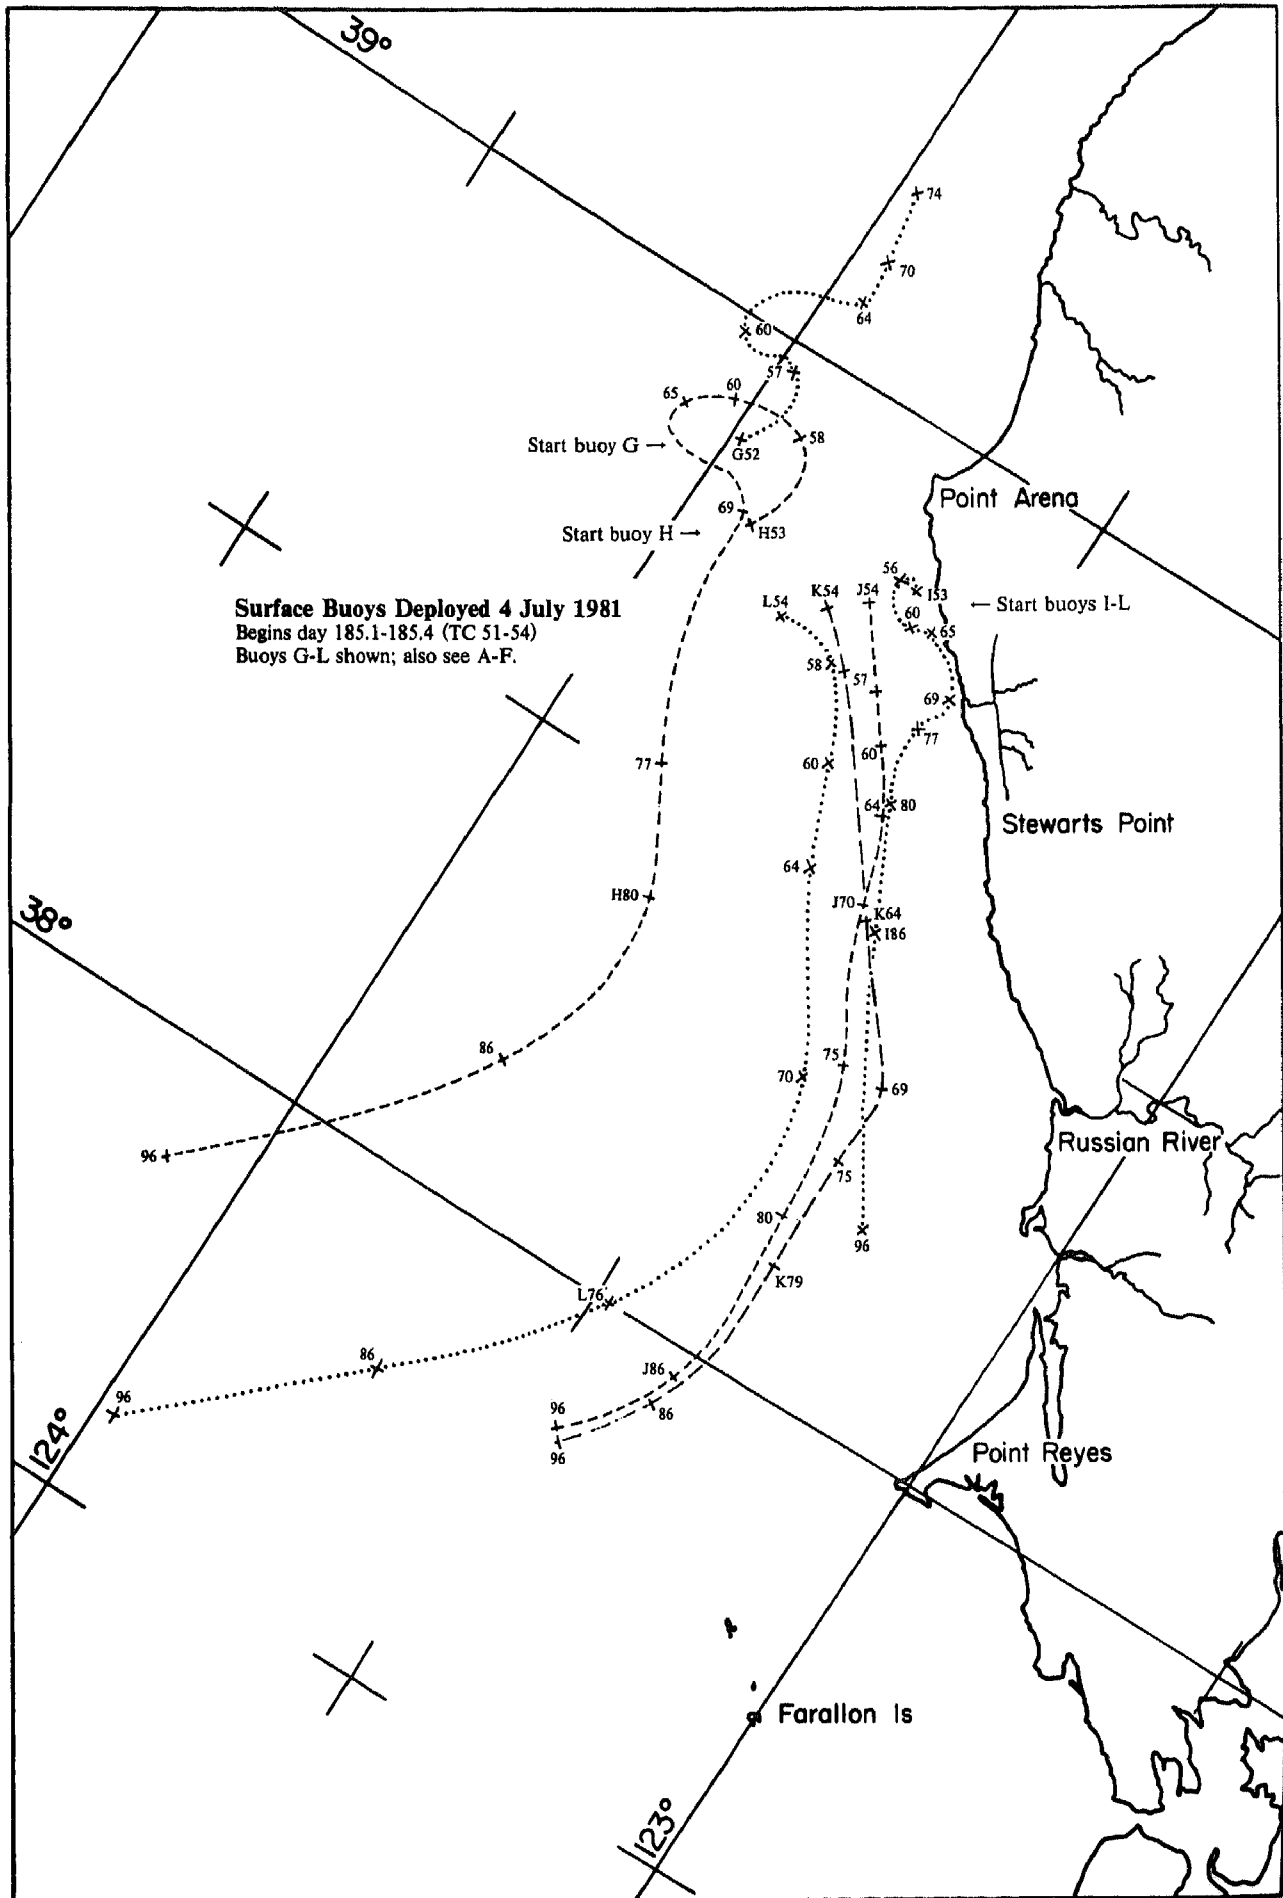 39°
74
70
64
60
57
65
60
58
Start buoy G →
G52
69
Start buoy H →
H53
Point Arena
56
I53
L54
K54
J54
← Start buoys I-L
60
65
Surface Buoys Deployed 4 July 1981
Begins day 185.1-185.4 (TC 51-54)
Buoys G-L shown; also see A-F.
58
57
69
77
77
60
60
64
80
Stewarts Point
64
H80
J70
K64
I86
38°
86
75
70
69
Russian River
96
75
80
96
K79
L76
86
J86
96
96
86
96
124°
Point Reyes
Farallon Is
123°